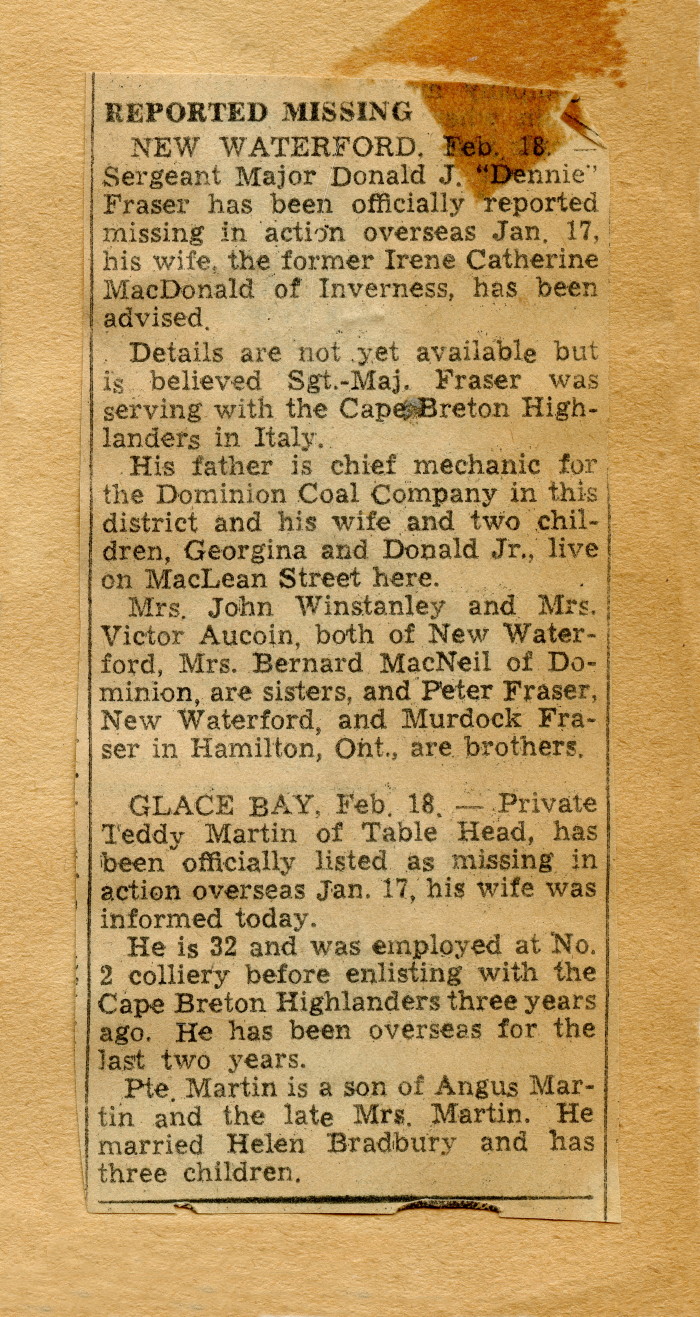 REPORTED MISSING
NEW WATERFORD, Feb. 18. —
Sergeant Major Donald J. "Dennie"
Fraser has been officially reported
missing in action overseas Jan. 17,
his wife, the former Irene Catherine
MacDonald of Inverness, has been
advised.
Details are not yet available but
is believed Sgt.-Maj. Fraser was
serving with the Cape Breton High-
landers in Italy.
His father is chief mechanic for
the Dominion Coal Company in this
district and his wife and two chil-
dren, Georgina and Donald Jr., live
on MacLean Street here.
Mrs. John Winstanley and Mrs.
Victor Aucoin, both of New Water-
ford, Mrs. Bernard MacNeil of Do-
minion, are sisters, and Peter Fraser,
New Waterford, and Murdock Fra-
ser in Hamilton, Ont., are brothers.
GLACE BAY, Feb. 18. — Private
Teddy Martin of Table Head, has
been officially listed as missing in
action overseas Jan. 17, his wife was
informed today.
He is 32 and was employed at No.
2 colliery before enlisting with the
Cape Breton Highlanders three years
ago. He has been overseas for the
last two years.
Pte. Martin is a son of Angus Mar-
tin and the late Mrs. Martin. He
married Helen Bradbury and has
three children.